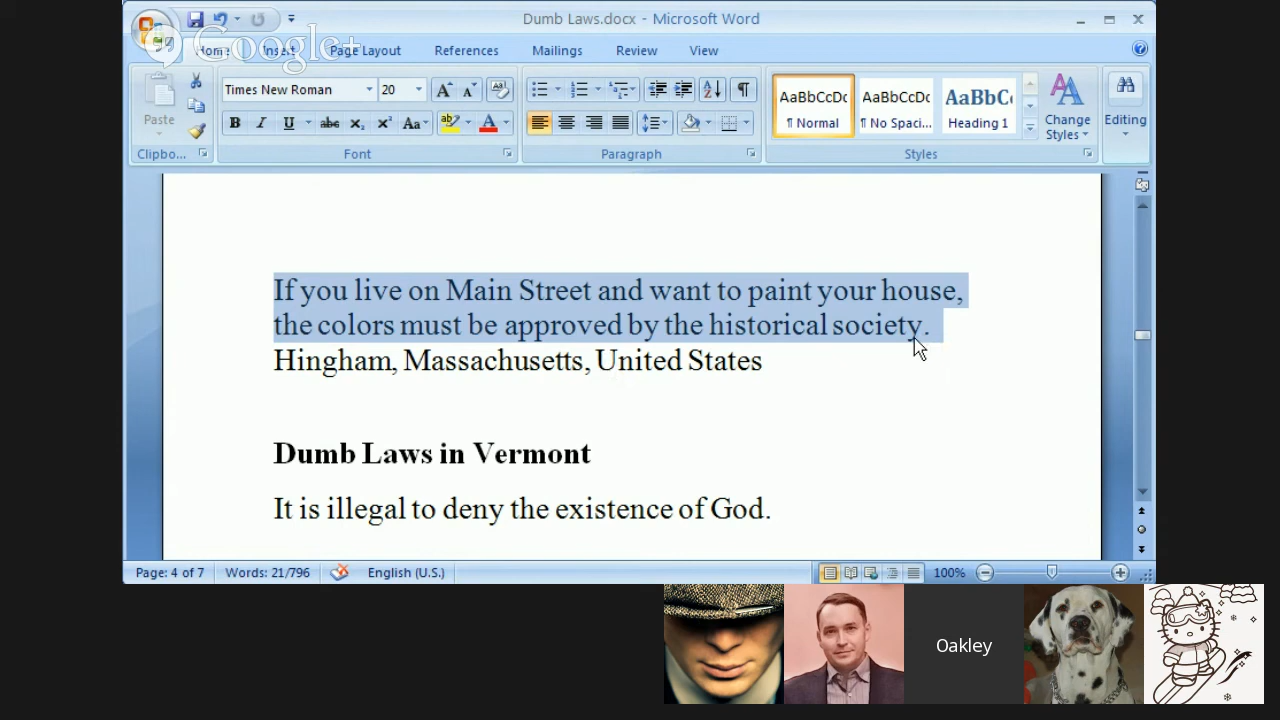 Dumb Laws.docx - Microsoft Word
Google+
Home Insert Page Layout References Mailings Review View
Paste
Times New Roman 20
AaBbCcDc AaBbCcDc AaBbC
¶ Normal ¶ No Spaci... Heading 1
Change Styles
Editing
Clipbo... Font Paragraph Styles
If you live on Main Street and want to paint your house,
the colors must be approved by the historical society.
Hingham, Massachusetts, United States
Dumb Laws in Vermont
It is illegal to deny the existence of God.
Page: 4 of 7 Words: 21/796 English (U.S.) 100%
Oakley